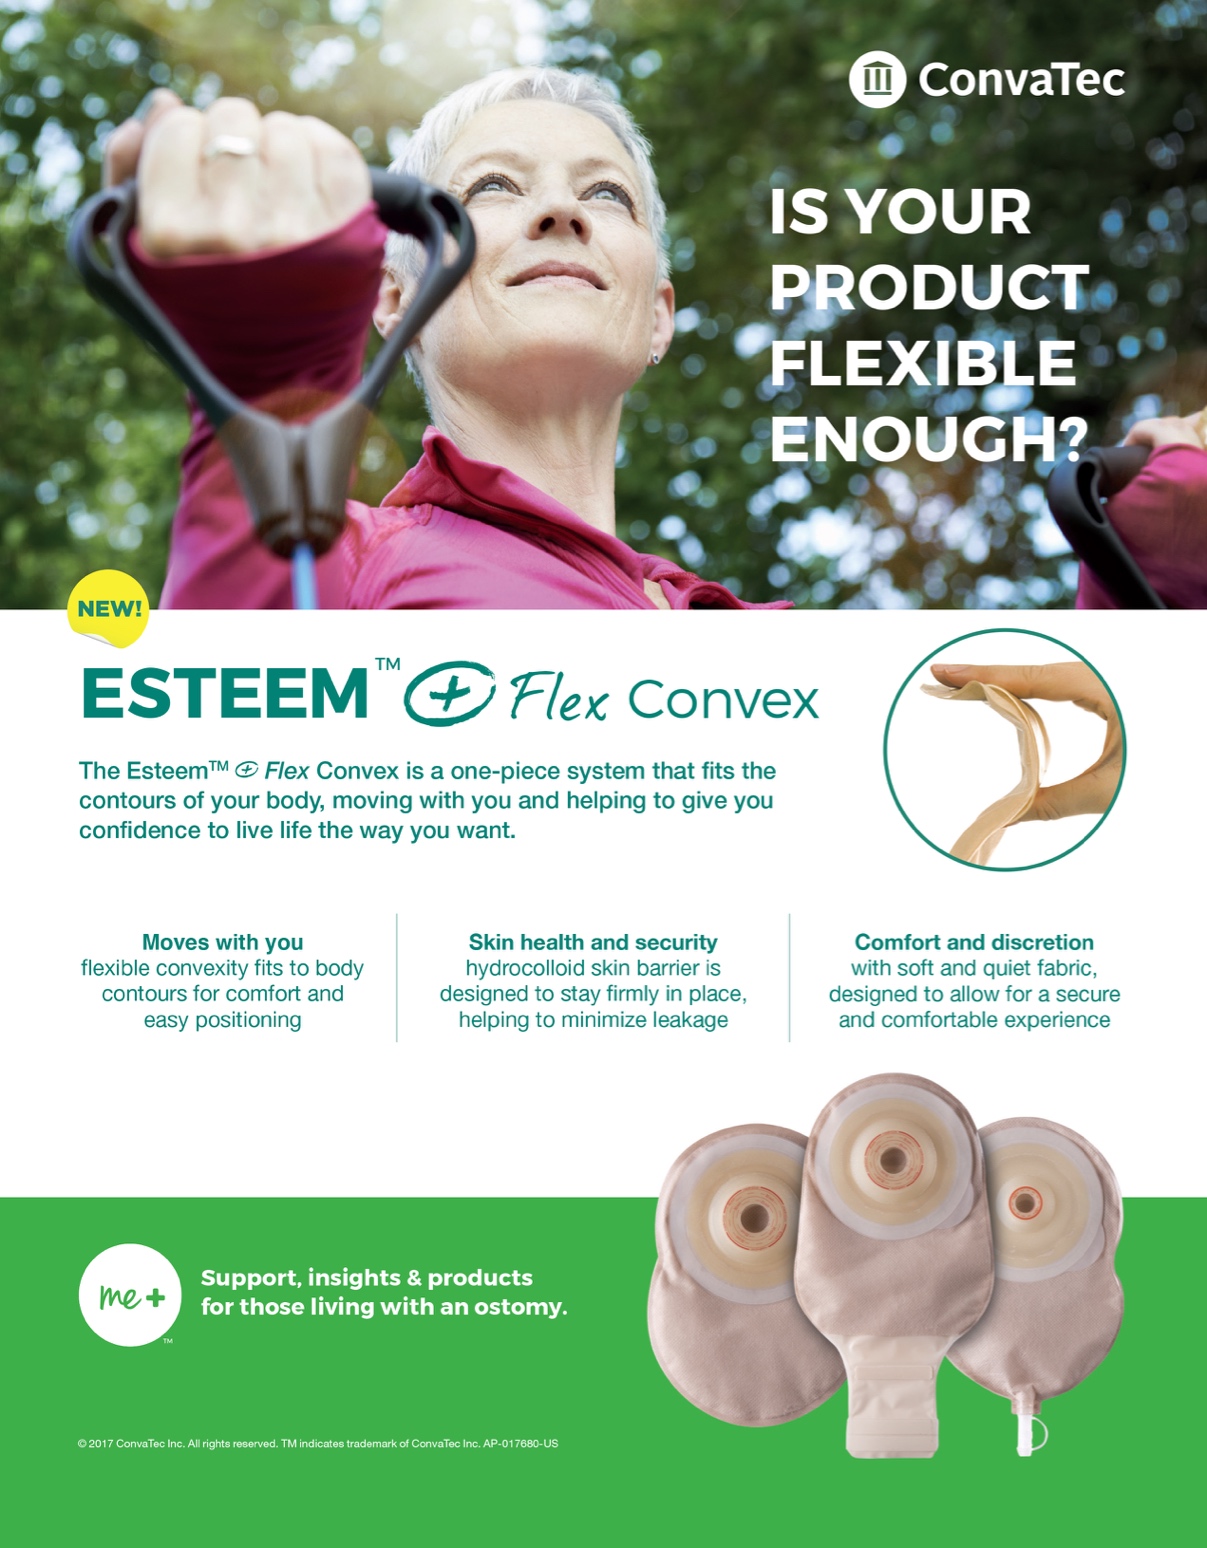 ConvaTec
IS YOUR
PRODUCT
FLEXIBLE
ENOUGH?
NEW!
ESTEEM™ + Flex Convex
The Esteem™ + Flex Convex is a one-piece system that fits the
contours of your body, moving with you and helping to give you
confidence to live life the way you want.
Moves with you
flexible convexity fits to body
contours for comfort and
easy positioning
Skin health and security
hydrocolloid skin barrier is
designed to stay firmly in place,
helping to minimize leakage
Comfort and discretion
with soft and quiet fabric,
designed to allow for a secure
and comfortable experience
me+
TM
Support, insights & products
for those living with an ostomy.
© 2017 ConvaTec Inc. All rights reserved. TM indicates trademark of ConvaTec Inc. AP-017680-US